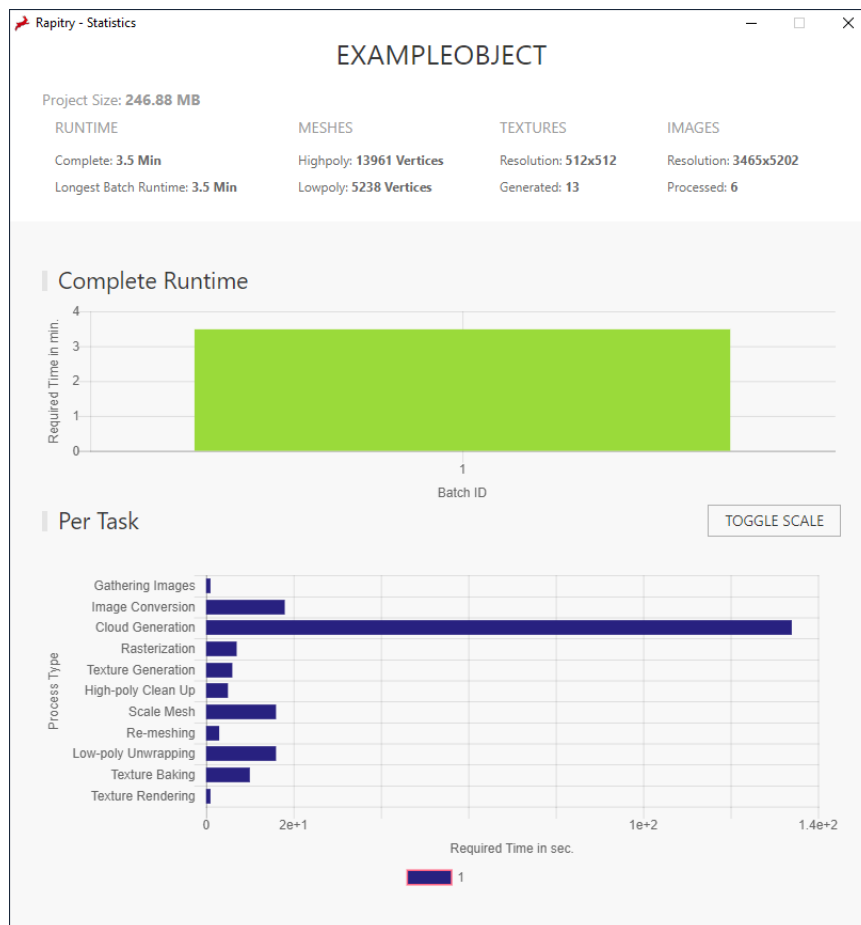 Rapitry - Statistics
EXAMPLEOBJECT
Project Size: 246.88 MB
RUNTIME MESHES TEXTURES IMAGES
Complete: 3.5 Min Highpoly: 13961 Vertices Resolution: 512x512 Resolution: 3465x5202
Longest Batch Runtime: 3.5 Min Lowpoly: 5238 Vertices Generated: 13 Processed: 6
Complete Runtime
Required Time in min.
4
3
2
1
0
1
Batch ID
Per Task
TOGGLE SCALE
Process Type
Gathering Images
Image Conversion
Cloud Generation
Rasterization
Texture Generation
High-poly Clean Up
Scale Mesh
Re-meshing
Low-poly Unwrapping
Texture Baking
Texture Rendering
0 2e+1 1e+2 1.4e+2
Required Time in sec.
1